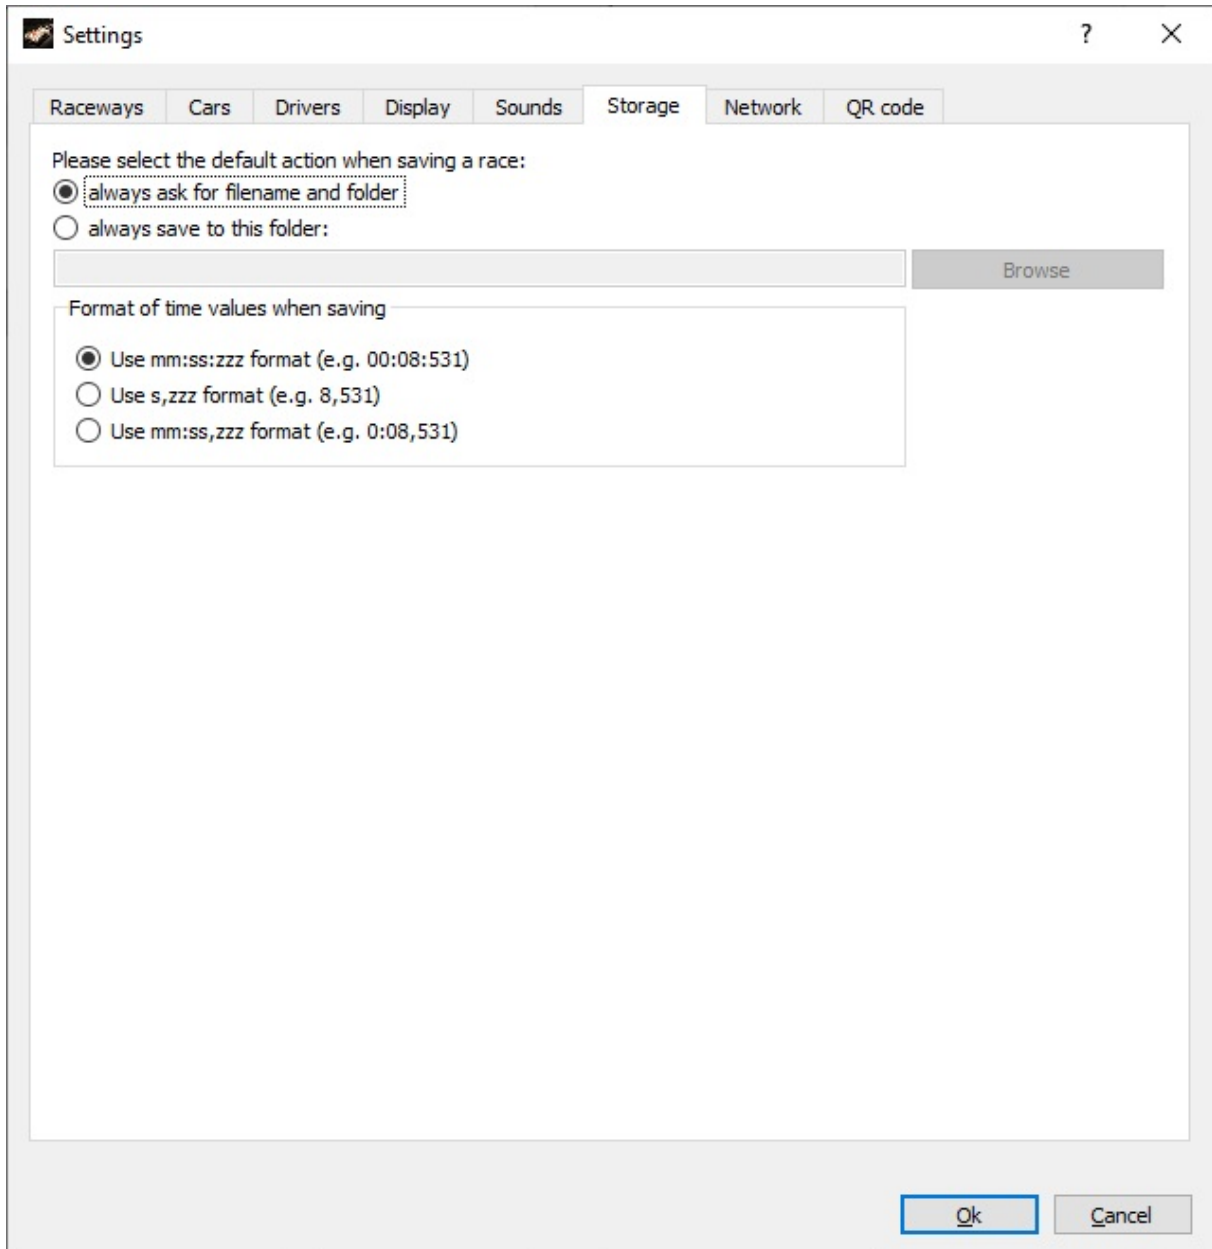 Settings
?
Raceways Cars Drivers Display Sounds Storage Network QR code
Please select the default action when saving a race:
always ask for filename and folder
always save to this folder:
Browse
Format of time values when saving
Use mm:ss:zzz format (e.g. 00:08:531)
Use s,zzz format (e.g. 8,531)
Use mm:ss,zzz format (e.g. 0:08,531)
Ok Cancel